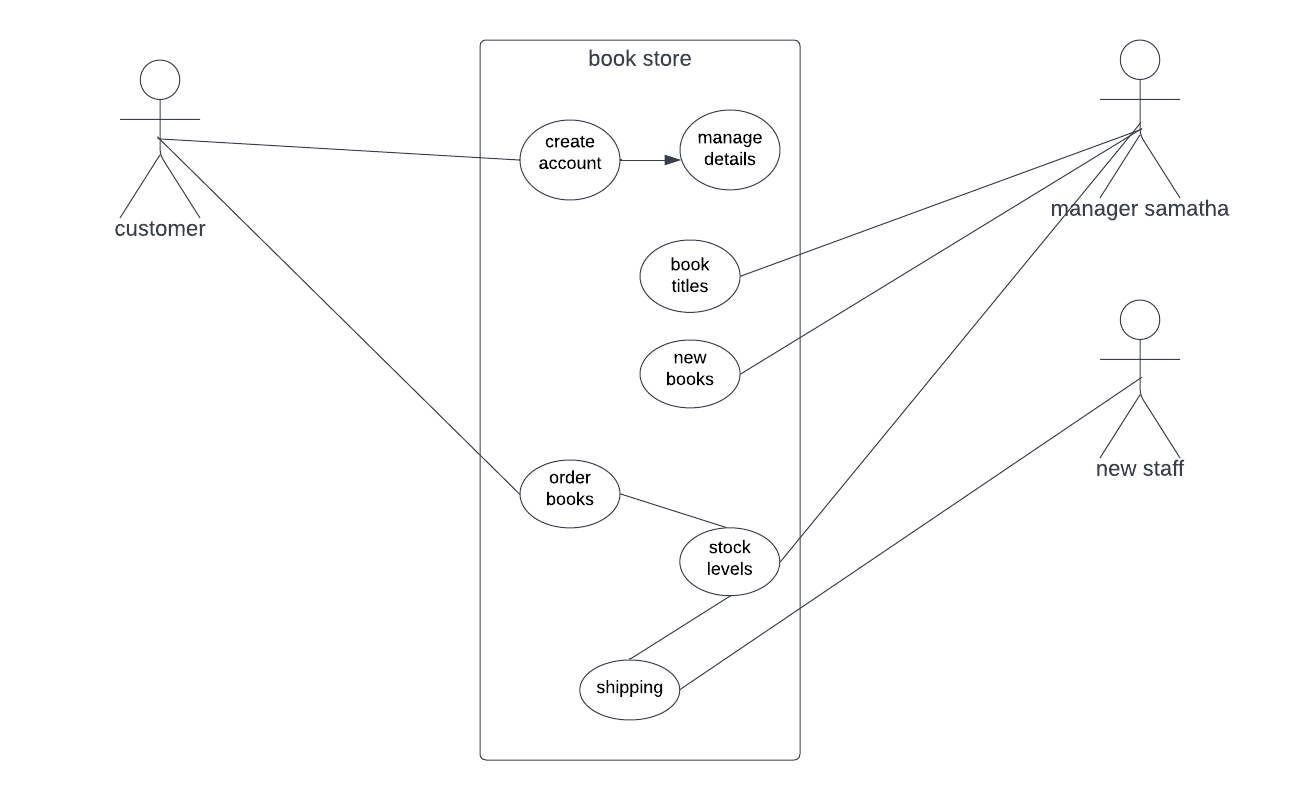 book store
customer
create
account
manage
details
manager samatha
book
titles
new
books
new staff
order
books
stock
levels
shipping